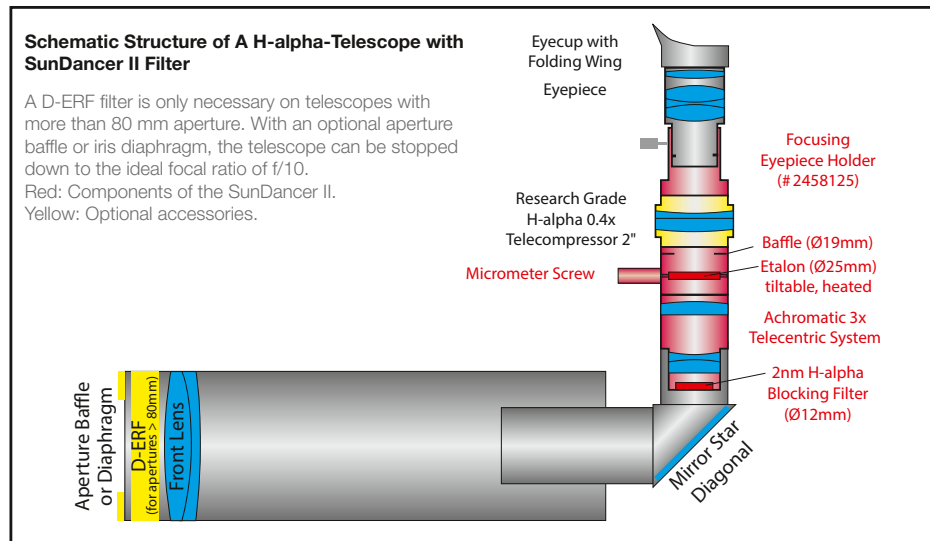 Schematic Structure of A H-alpha-Telescope with
SunDancer II Filter
A D-ERF filter is only necessary on telescopes with
more than 80 mm aperture. With an optional aperture
baffle or iris diaphragm, the telescope can be stopped
down to the ideal focal ratio of f/10.
Red: Components of the SunDancer II.
Yellow: Optional accessories.
Eyecup with
Folding Wing
Eyepiece
Focusing
Eyepiece Holder
(# 2458125)
Research Grade
H-alpha 0.4x
Telecompressor 2"
Baffle (Ø19mm)
Micrometer Screw
Etalon (Ø25mm)
tiltable, heated
Achromatic 3x
Telecentric System
2nm H-alpha
Blocking Filter
(Ø12mm)
Mirror Star
Diagonal
Aperture Baffle
or Diaphragm
D-ERF
(for apertures > 80mm)
Front Lens